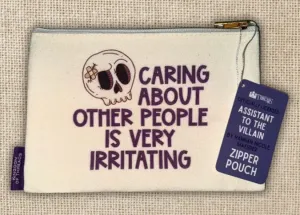 CARING
ABOUT
OTHER PEOPLE
IS VERY
IRRITATING
ASSISTANT
TO THE
VILLAIN
ZIPPER
POUCH